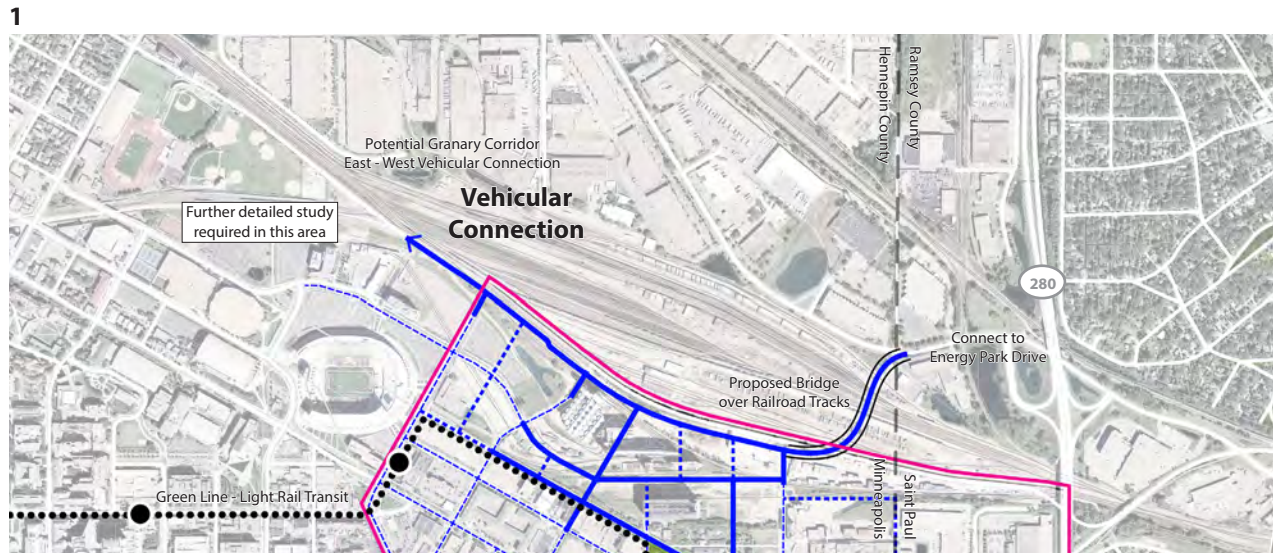 1
Hennepin County
Ramsey County
Potential Granary Corridor
East - West Vehicular Connection
Vehicular
Connection
Further detailed study
required in this area
280
Connect to
Energy Park Drive
Proposed Bridge
over Railroad Tracks
Green Line - Light Rail Transit
Minneapolis
Saint Paul